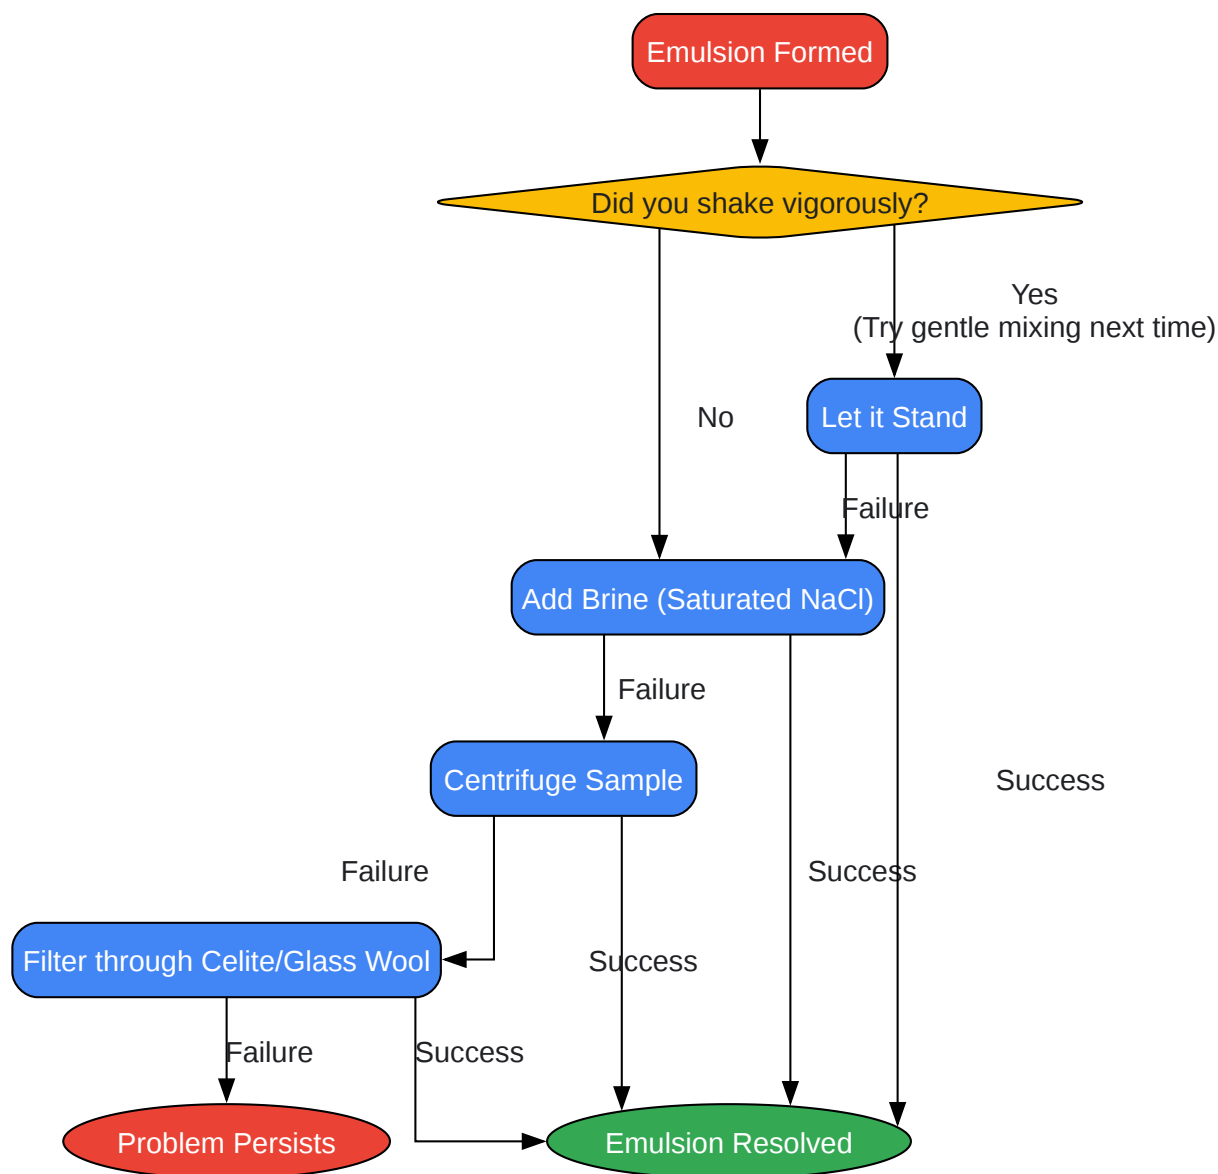 Emulsion Formed
Did you shake vigorously?
Yes
(Try gentle mixing next time)
No
Let it Stand
Failure
Add Brine (Saturated NaCl)
Failure
Centrifuge Sample
Success
Failure
Success
Filter through Celite/Glass Wool
Success
Failure
Success
Problem Persists
Emulsion Resolved